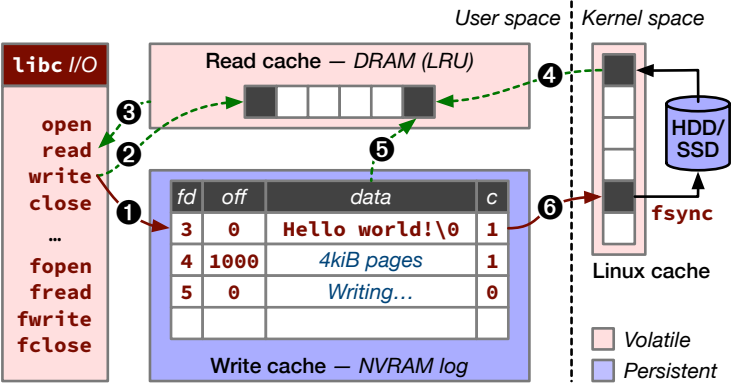 User space
Kernel space
libc I/O
open
read
write
close
...
fopen
fread
fwrite
fclose
Read cache — DRAM (LRU)
1
2
3
4
5
6
fd off data c
3 0 Hello world!\0 1
4 1000 4kiB pages 1
5 0 Writing... 0
Write cache — NVRAM log
HDD/
SSD
fsync
Linux cache
Volatile
Persistent